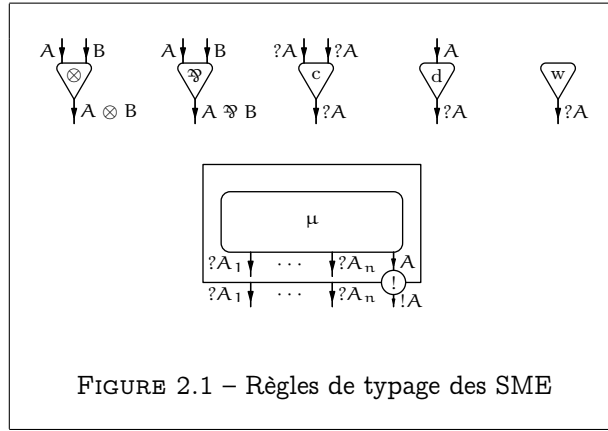 A B ?A ?A A B A
⊗ ⅋ c d w
A ⊗ B A ⅋ B ?A ?A ?A
μ
?A₁ ··· ?Aₙ A
!
?A₁ ··· ?Aₙ !A
FIGURE 2.1 – Règles de typage des SME